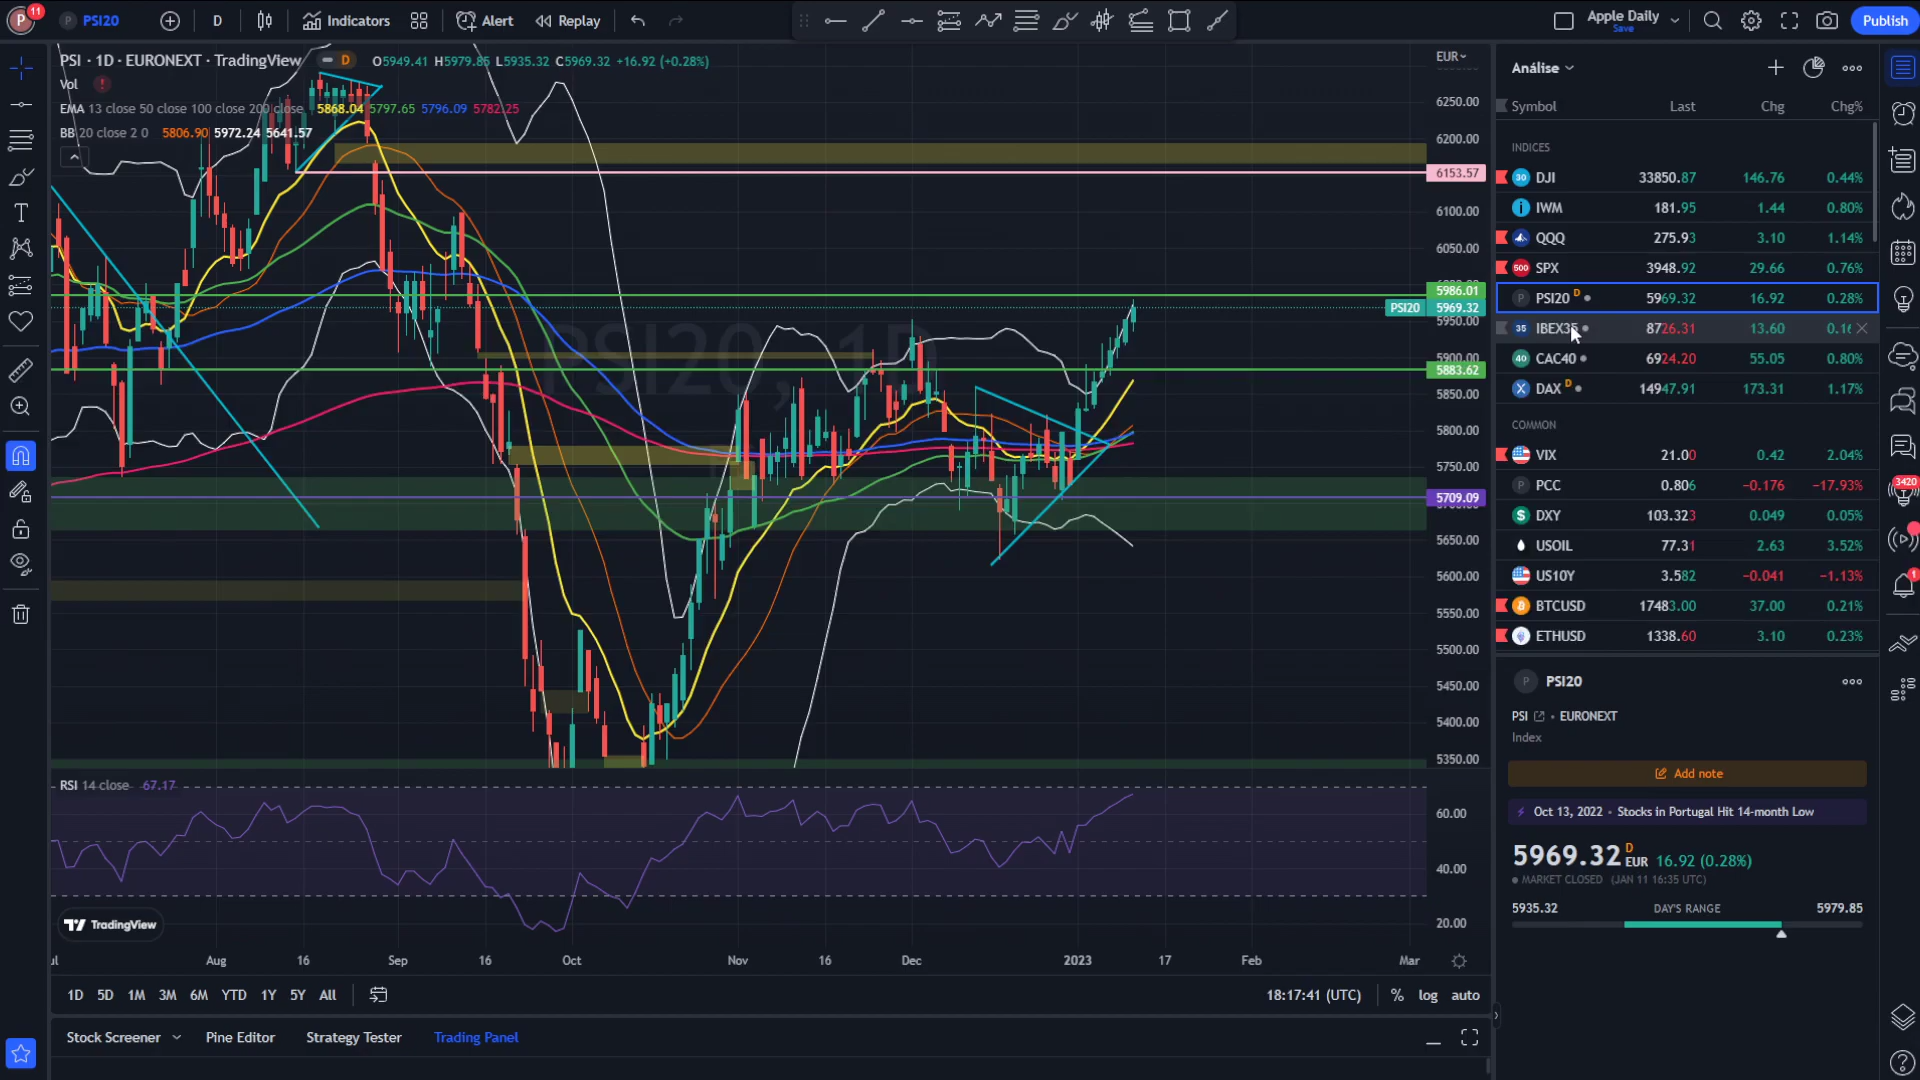 P 11 P PSI20 D Indicators Alert Replay Apple Daily Save Publish
PSI · 1D · EURONEXT · TradingView D O5949.41 H5979.85 L5935.32 C5969.32 +16.92 (+0.28%)
Vol !
EMA 13 close 50 close 100 close 200 close 5868.04 5797.65 5796.09 5782.25
BB 20 close 2 0 5806.90 5972.24 5641.57
PSI20, 1D
EUR
6250.00
6200.00
6153.57
6100.00
6050.00
5986.01
PSI20 5969.32
5950.00
5900.00
5883.62
5850.00
5800.00
5750.00
5709.09
5650.00
5600.00
5550.00
5500.00
5450.00
5400.00
5350.00
RSI 14 close 67.17
60.00
40.00
20.00
TradingView
Aug 16 Sep 16 Oct Nov 16 Dec 2023 17 Feb Mar
1D 5D 1M 3M 6M YTD 1Y 5Y All 18:17:41 (UTC) % log auto
Stock Screener Pine Editor Strategy Tester Trading Panel
Análise
Symbol Last Chg Chg%
INDICES
30 DJI 33850.87 146.76 0.44%
IWM 181.95 1.44 0.80%
QQQ 275.93 3.10 1.14%
500 SPX 3948.92 29.66 0.76%
P PSI20 D 5969.32 16.92 0.28%
35 IBEX35 8726.31 13.60
40 CAC40 6924.20 55.05 0.80%
X DAX D 14947.91 173.31 1.17%
COMMON
VIX 21.00 0.42 2.04%
P PCC 0.806 −0.176 −17.93%
$ DXY 103.323 0.049 0.05%
USOIL 77.31 2.63 3.52%
US10Y 3.582 −0.041 −1.13%
BTCUSD 17483.00 37.00 0.21%
ETHUSD 1338.60 3.10 0.23%
P PSI20
PSI · EURONEXT
Index
Add note
Oct 13, 2022 · Stocks in Portugal Hit 14-month Low
5969.32 D EUR 16.92 (0.28%)
MARKET CLOSED (JAN 11 16:35 UTC)
5935.32 DAY'S RANGE 5979.85
3420
1